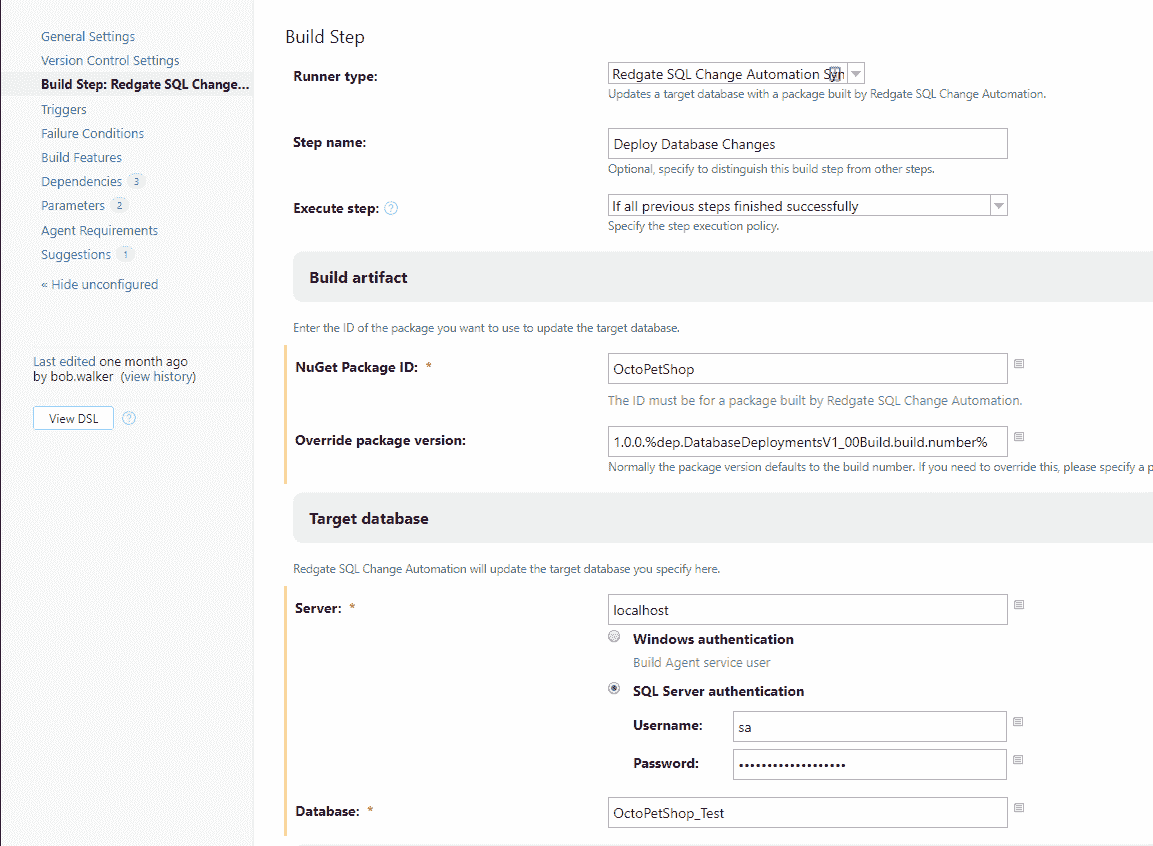 General Settings
Version Control Settings
Build Step: Redgate SQL Change...
Triggers
Failure Conditions
Build Features
Dependencies 3
Parameters 2
Agent Requirements
Suggestions 1
« Hide unconfigured
Last edited one month ago
by bob.walker (view history)
View DSL ?
Build Step
Runner type:
Redgate SQL Change Automation
Updates a target database with a package built by Redgate SQL Change Automation.
Step name:
Deploy Database Changes
Optional, specify to distinguish this build step from other steps.
Execute step: ?
If all previous steps finished successfully
Specify the step execution policy.
Build artifact
Enter the ID of the package you want to use to update the target database.
NuGet Package ID: *
OctoPetShop
The ID must be for a package built by Redgate SQL Change Automation.
Override package version:
1.0.0.%dep.DatabaseDeploymentsV1_00Build.build.number%
Normally the package version defaults to the build number. If you need to override this, please specify a p
Target database
Redgate SQL Change Automation will update the target database you specify here.
Server: *
localhost
Windows authentication
Build Agent service user
SQL Server authentication
Username:
sa
Password:
•••••••••••••••••••
Database: *
OctoPetShop_Test